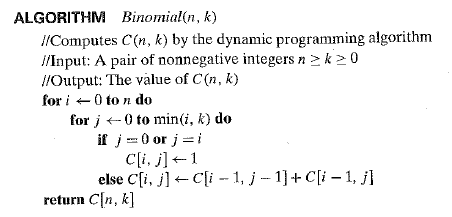 ALGORITHM Binomial(n, k)
//Computes C(n, k) by the dynamic programming algorithm
//Input: A pair of nonnegative integers n ≥ k ≥ 0
//Output: The value of C(n, k)
for i ← 0 to n do
for j ← 0 to min(i, k) do
if j = 0 or j = i
C[i, j] ← 1
else C[i, j] ← C[i − 1, j − 1] + C[i − 1, j]
return C[n, k]